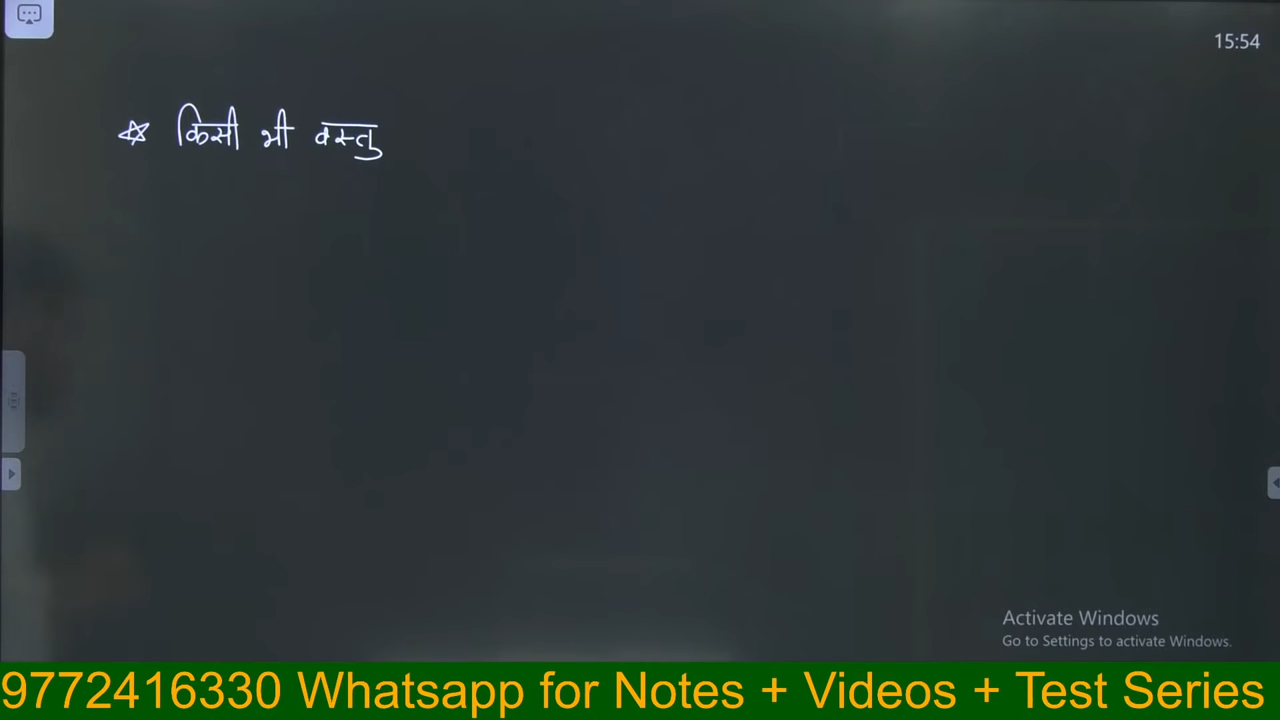 15:54
☆ किसी भी वस्तु
Activate Windows
Go to Settings to activate Windows.
9772416330 Whatsapp for Notes + Videos + Test Series